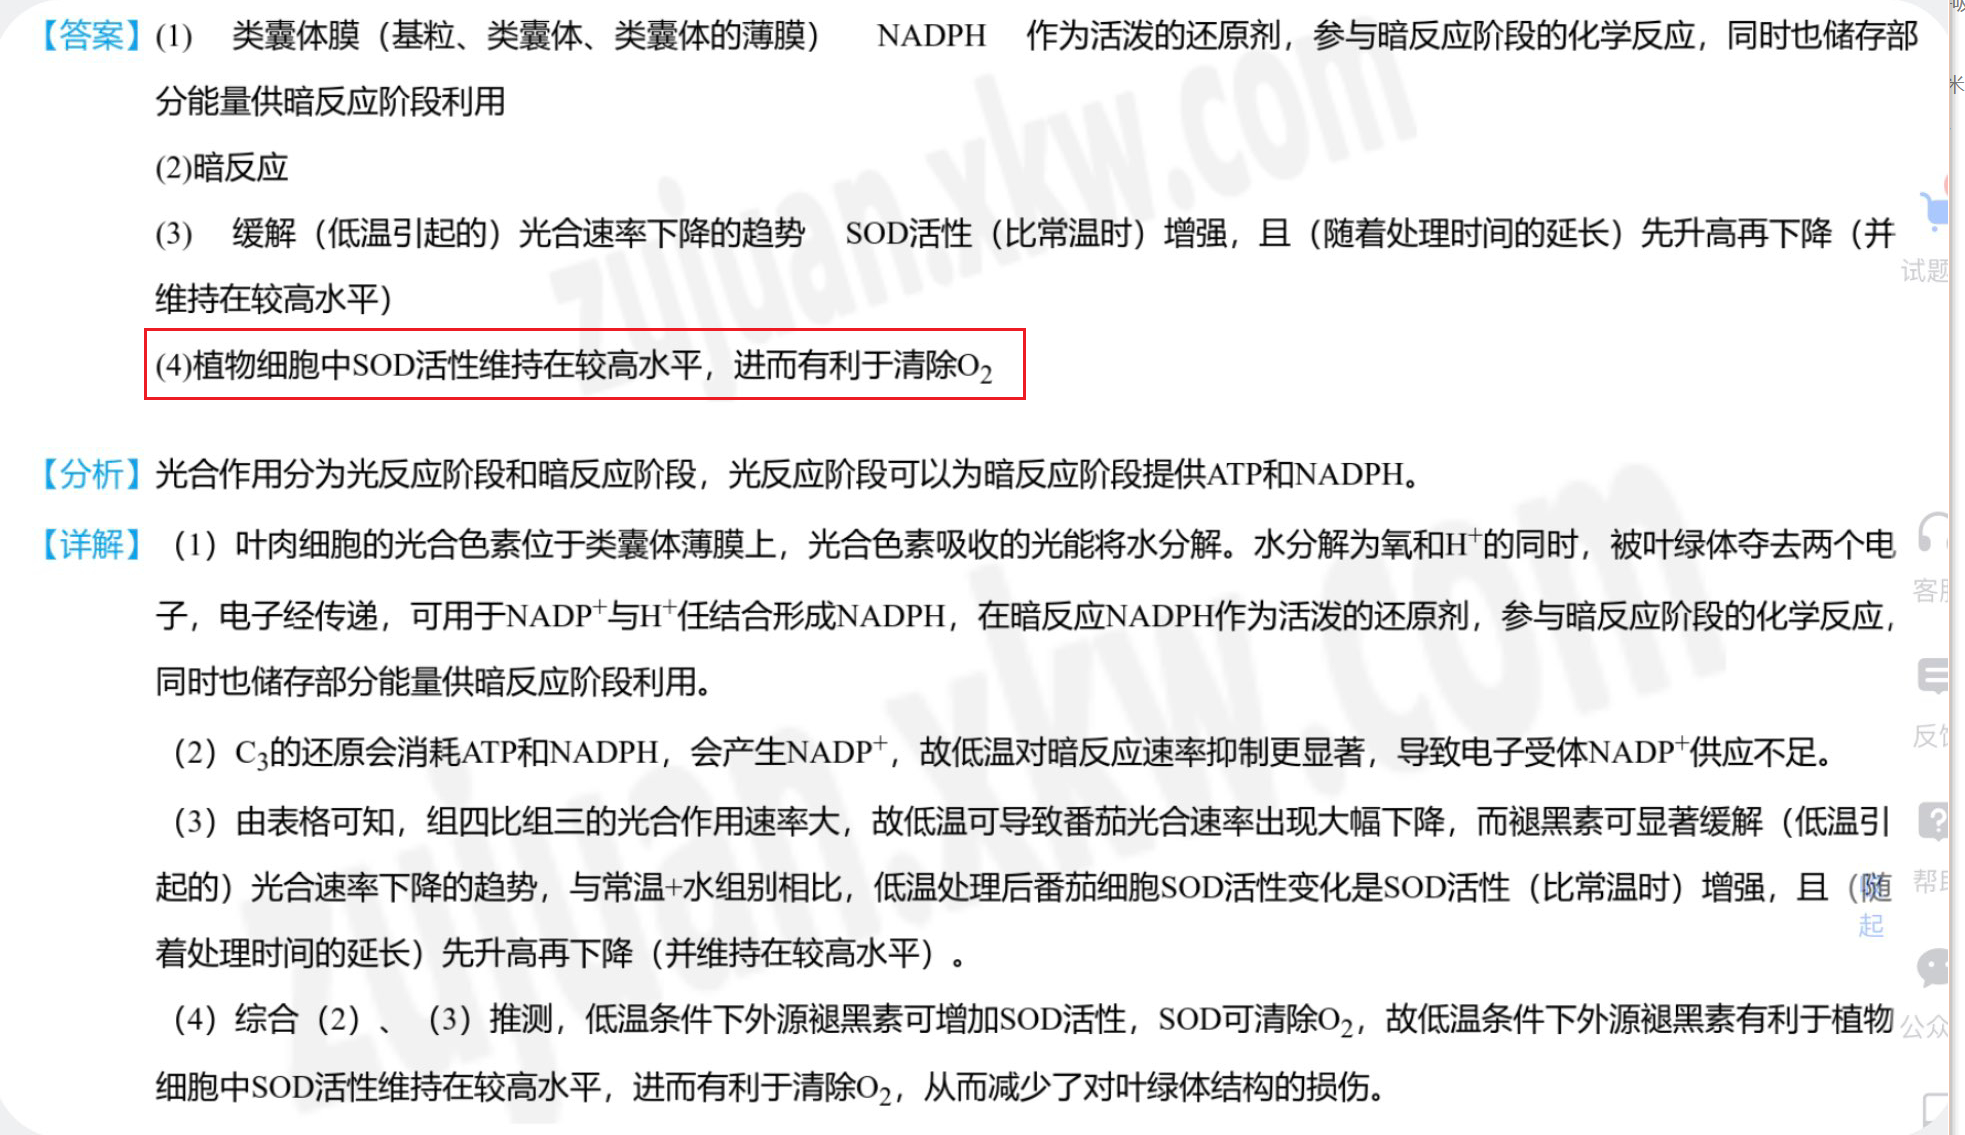 【答案】(1) 类囊体膜（基粒、类囊体、类囊体的薄膜） NADPH 作为活泼的还原剂，参与暗反应阶段的化学反应，同时也储存部
分能量供暗反应阶段利用
(2)暗反应
(3) 缓解（低温引起的）光合速率下降的趋势 SOD活性（比常温时）增强，且（随着处理时间的延长）先升高再下降（并
维持在较高水平）
(4)植物细胞中SOD活性维持在较高水平，进而有利于清除O₂
【分析】光合作用分为光反应阶段和暗反应阶段，光反应阶段可以为暗反应阶段提供ATP和NADPH。
【详解】（1）叶肉细胞的光合色素位于类囊体薄膜上，光合色素吸收的光能将水分解。水分解为氧和H⁺的同时，被叶绿体夺去两个电
子，电子经传递，可用于NADP⁺与H⁺任结合形成NADPH，在暗反应NADPH作为活泼的还原剂，参与暗反应阶段的化学反应，
同时也储存部分能量供暗反应阶段利用。
（2）C₃的还原会消耗ATP和NADPH，会产生NADP⁺，故低温对暗反应速率抑制更显著，导致电子受体NADP⁺供应不足。
（3）由表格可知，组四比组三的光合作用速率大，故低温可导致番茄光合速率出现大幅下降，而褪黑素可显著缓解（低温引
起的）光合速率下降的趋势，与常温+水组别相比，低温处理后番茄细胞SOD活性变化是SOD活性（比常温时）增强，且（随
着处理时间的延长）先升高再下降（并维持在较高水平）。
（4）综合（2）、（3）推测，低温条件下外源褪黑素可增加SOD活性，SOD可清除O₂，故低温条件下外源褪黑素有利于植物
细胞中SOD活性维持在较高水平，进而有利于清除O₂，从而减少了对叶绿体结构的损伤。
zujuan.xkw.com
zujuan.xkw.com
米
试题
客
反
帮
起
公众